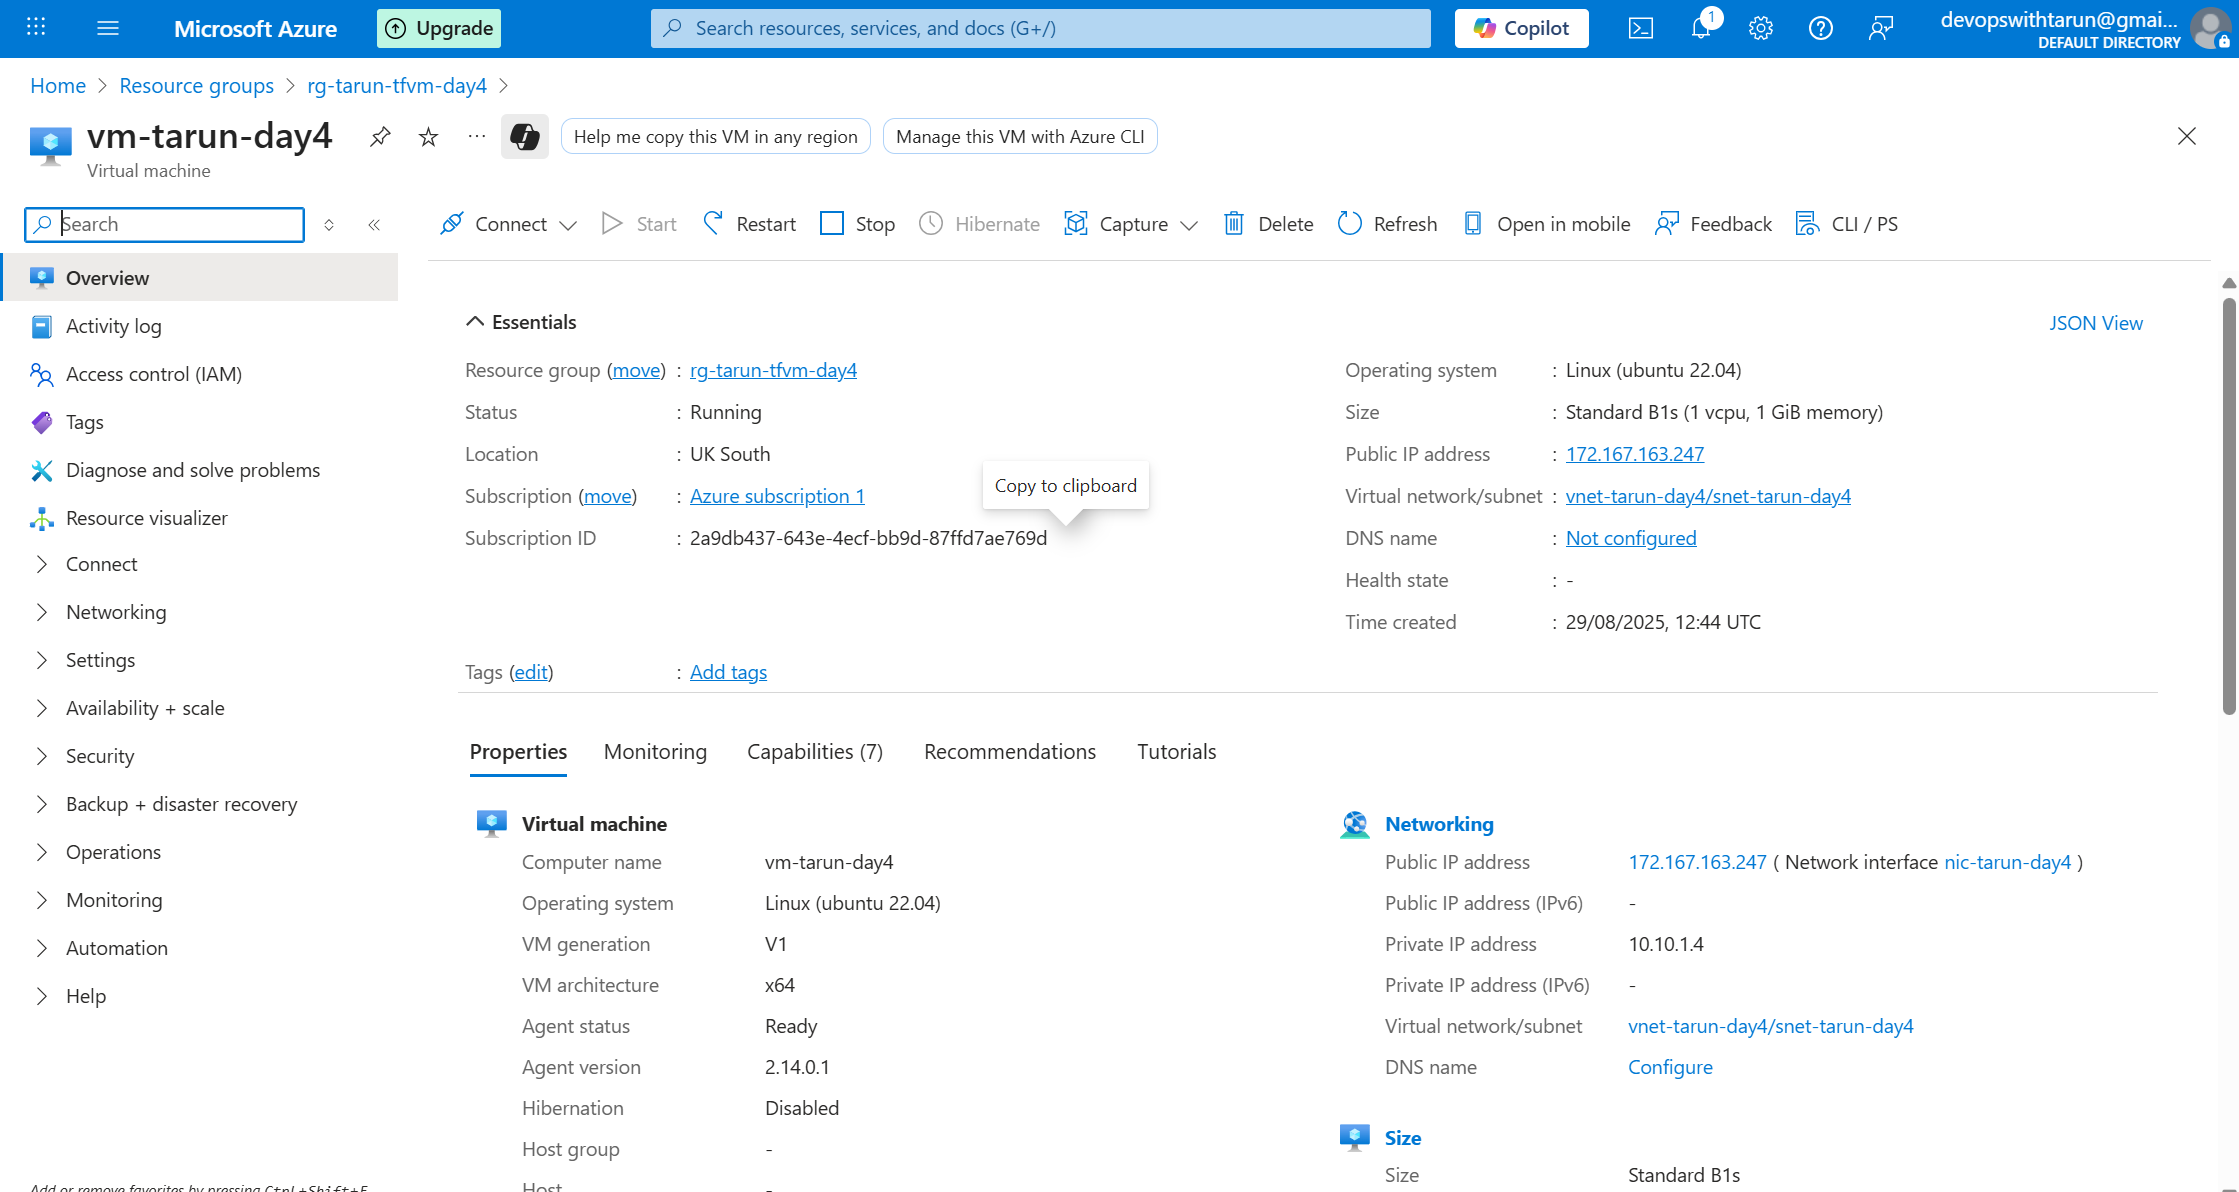 Microsoft Azure
Upgrade
Search resources, services, and docs (G+/)
Copilot
1
devopswithtarun@gmai...
DEFAULT DIRECTORY
Home > Resource groups > rg-tarun-tfvm-day4 >
vm-tarun-day4
Virtual machine
Help me copy this VM in any region
Manage this VM with Azure CLI
Search
Connect
Start
Restart
Stop
Hibernate
Capture
Delete
Refresh
Open in mobile
Feedback
CLI / PS
Overview
Activity log
Access control (IAM)
Tags
Diagnose and solve problems
Resource visualizer
Connect
Networking
Settings
Availability + scale
Security
Backup + disaster recovery
Operations
Monitoring
Automation
Help
Add or remove favorites by pressing Ctrl+Shift+F
Essentials
JSON View
Resource group (move) : rg-tarun-tfvm-day4
Status : Running
Location : UK South
Subscription (move) : Azure subscription 1
Subscription ID : 2a9db437-643e-4ecf-bb9d-87ffd7ae769d
Copy to clipboard
Operating system : Linux (ubuntu 22.04)
Size : Standard B1s (1 vcpu, 1 GiB memory)
Public IP address : 172.167.163.247
Virtual network/subnet : vnet-tarun-day4/snet-tarun-day4
DNS name : Not configured
Health state : -
Time created : 29/08/2025, 12:44 UTC
Tags (edit) : Add tags
Properties
Monitoring
Capabilities (7)
Recommendations
Tutorials
Virtual machine
Computer name vm-tarun-day4
Operating system Linux (ubuntu 22.04)
VM generation V1
VM architecture x64
Agent status Ready
Agent version 2.14.0.1
Hibernation Disabled
Host group -
Host -
Networking
Public IP address 172.167.163.247 ( Network interface nic-tarun-day4 )
Public IP address (IPv6) -
Private IP address 10.10.1.4
Private IP address (IPv6) -
Virtual network/subnet vnet-tarun-day4/snet-tarun-day4
DNS name Configure
Size
Size Standard B1s